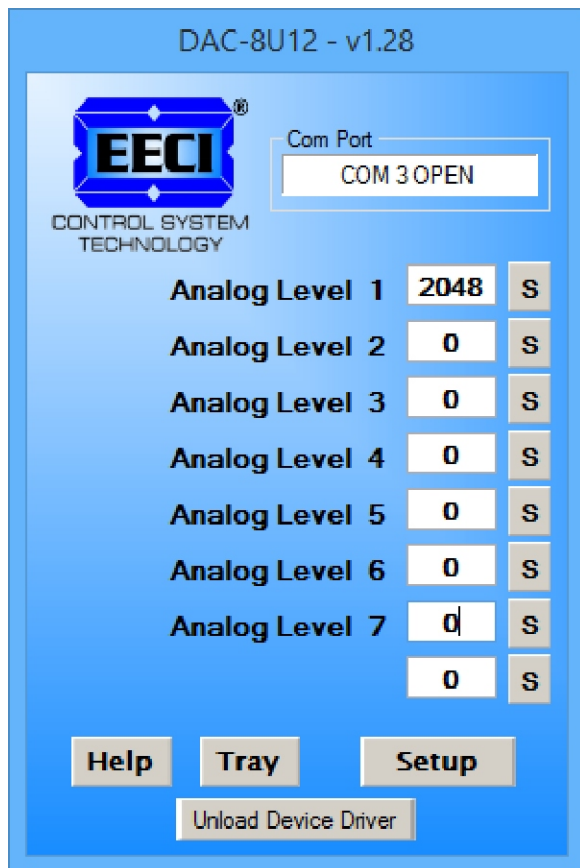 DAC-8U12 - v1.28
®
EECI
CONTROL SYSTEM
TECHNOLOGY
Com Port
COM 3 OPEN
Analog Level 1 2048 S
Analog Level 2 0 S
Analog Level 3 0 S
Analog Level 4 0 S
Analog Level 5 0 S
Analog Level 6 0 S
Analog Level 7 0 S
0 S
Help Tray Setup
Unload Device Driver